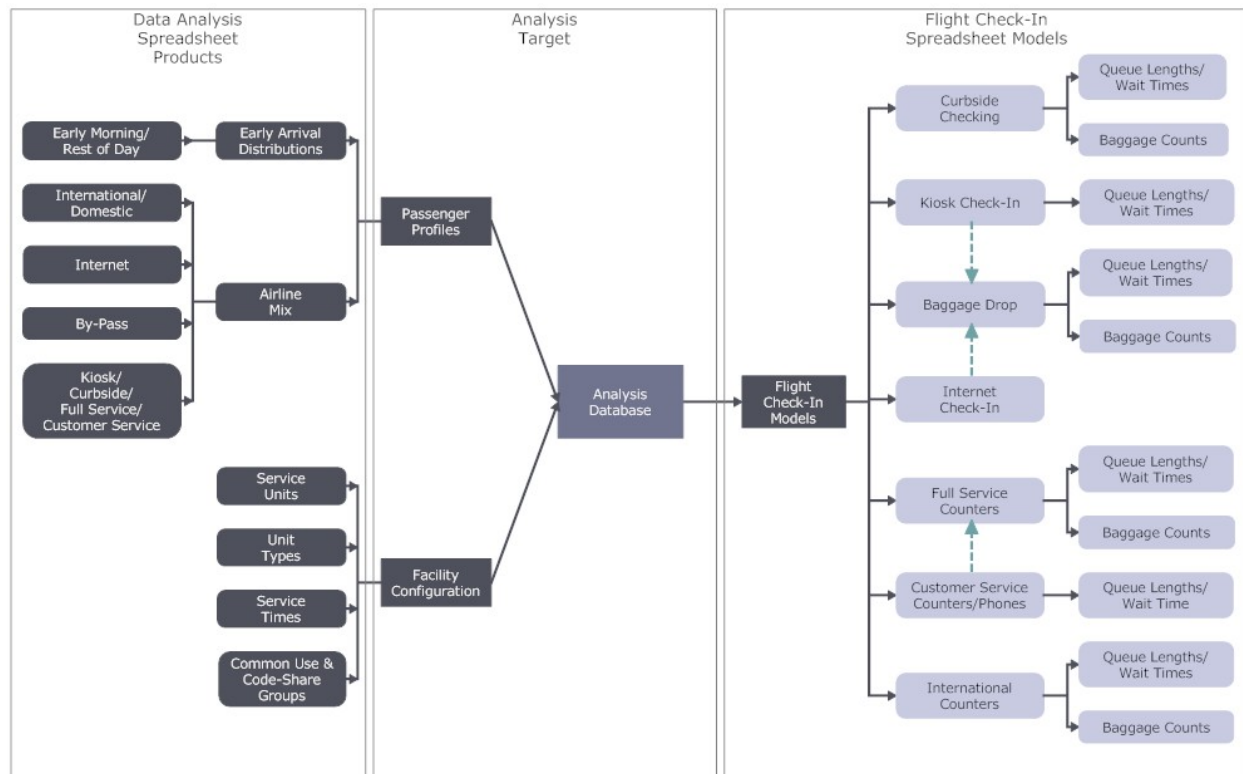 Data Analysis
Spreadsheet
Products
Early Morning/
Rest of Day
Early Arrival
Distributions
International/
Domestic
Internet
By-Pass
Kiosk/
Curbside/
Full Service/
Customer Service
Airline
Mix
Service
Units
Unit
Types
Service
Times
Common Use &
Code-Share
Groups
Analysis
Target
Passenger
Profiles
Facility
Configuration
Analysis
Database
Flight Check-In
Spreadsheet Models
Flight
Check-In
Models
Curbside
Checking
Queue Lengths/
Wait Times
Baggage Counts
Kiosk Check-In
Queue Lengths/
Wait Times
Baggage Drop
Queue Lengths/
Wait Times
Baggage Counts
Internet
Check-In
Full Service
Counters
Queue Lengths/
Wait Times
Baggage Counts
Customer Service
Counters/Phones
Queue Lengths/
Wait Time
International
Counters
Queue Lengths/
Wait Times
Baggage Counts